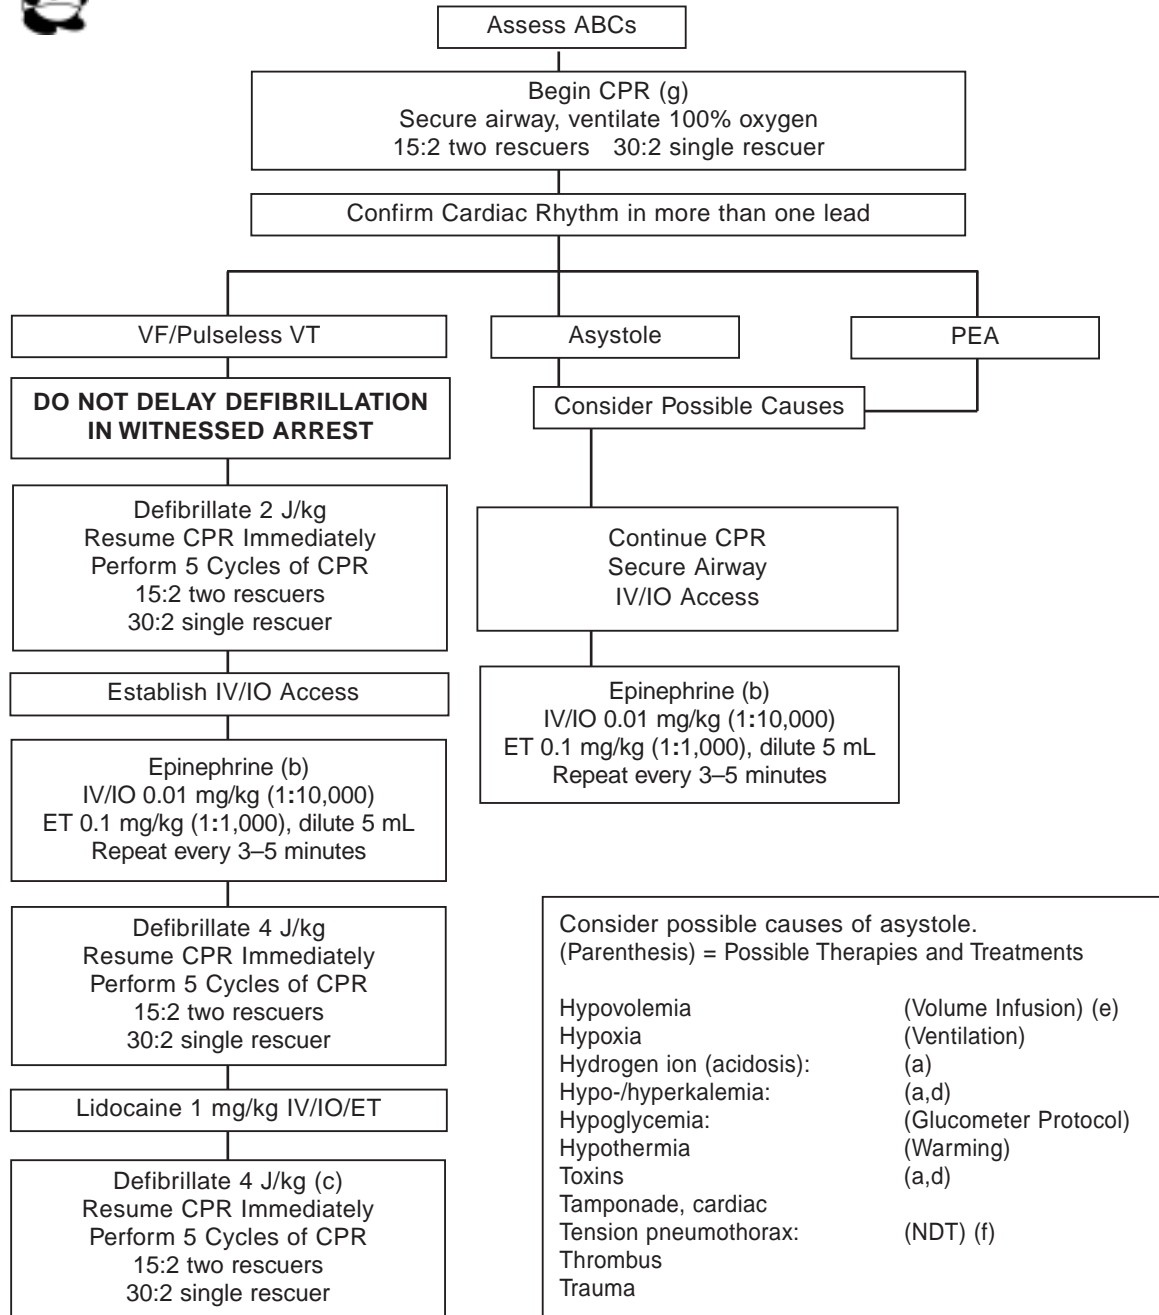 Assess ABCs
Begin CPR (g)
Secure airway, ventilate 100% oxygen
15:2 two rescuers 30:2 single rescuer
Confirm Cardiac Rhythm in more than one lead
VF/Pulseless VT
Asystole
PEA
DO NOT DELAY DEFIBRILLATION
IN WITNESSED ARREST
Consider Possible Causes
Defibrillate 2 J/kg
Resume CPR Immediately
Perform 5 Cycles of CPR
15:2 two rescuers
30:2 single rescuer
Continue CPR
Secure Airway
IV/IO Access
Establish IV/IO Access
Epinephrine (b)
IV/IO 0.01 mg/kg (1:10,000)
ET 0.1 mg/kg (1:1,000), dilute 5 mL
Repeat every 3–5 minutes
Epinephrine (b)
IV/IO 0.01 mg/kg (1:10,000)
ET 0.1 mg/kg (1:1,000), dilute 5 mL
Repeat every 3–5 minutes
Defibrillate 4 J/kg
Resume CPR Immediately
Perform 5 Cycles of CPR
15:2 two rescuers
30:2 single rescuer
Lidocaine 1 mg/kg IV/IO/ET
Defibrillate 4 J/kg (c)
Resume CPR Immediately
Perform 5 Cycles of CPR
15:2 two rescuers
30:2 single rescuer
Consider possible causes of asystole.
(Parenthesis) = Possible Therapies and Treatments
Hypovolemia (Volume Infusion) (e)
Hypoxia (Ventilation)
Hydrogen ion (acidosis): (a)
Hypo-/hyperkalemia: (a,d)
Hypoglycemia: (Glucometer Protocol)
Hypothermia (Warming)
Toxins (a,d)
Tamponade, cardiac
Tension pneumothorax: (NDT) (f)
Thrombus
Trauma